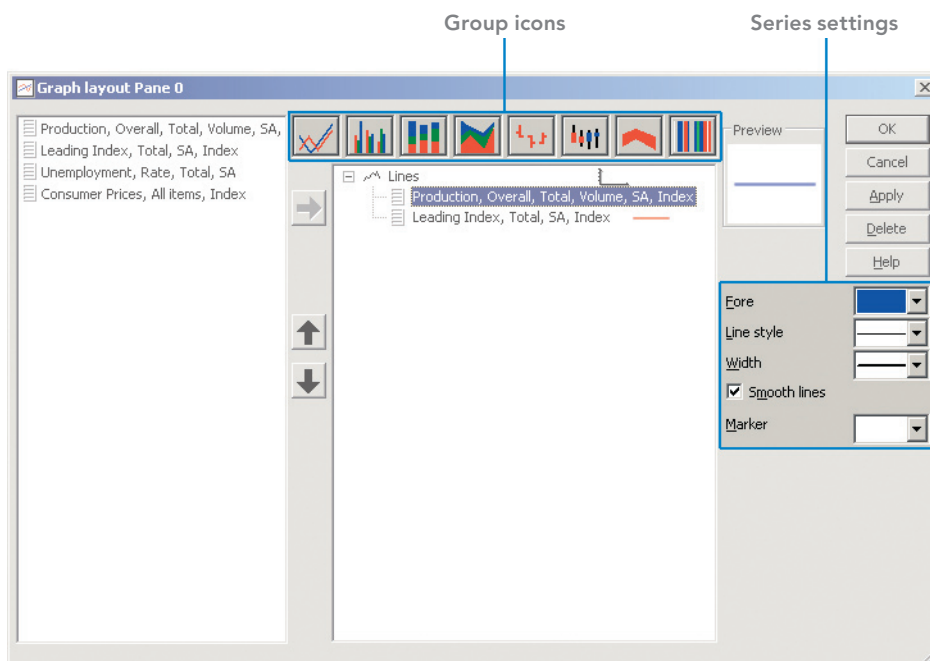 Group icons
Series settings
Graph layout Pane 0
Production, Overall, Total, Volume, SA,
Leading Index, Total, SA, Index
Unemployment, Rate, Total, SA
Consumer Prices, All items, Index
Lines
Production, Overall, Total, Volume, SA, Index
Leading Index, Total, SA, Index
Preview
OK
Cancel
Apply
Delete
Help
Fore
Line style
Width
Smooth lines
Marker